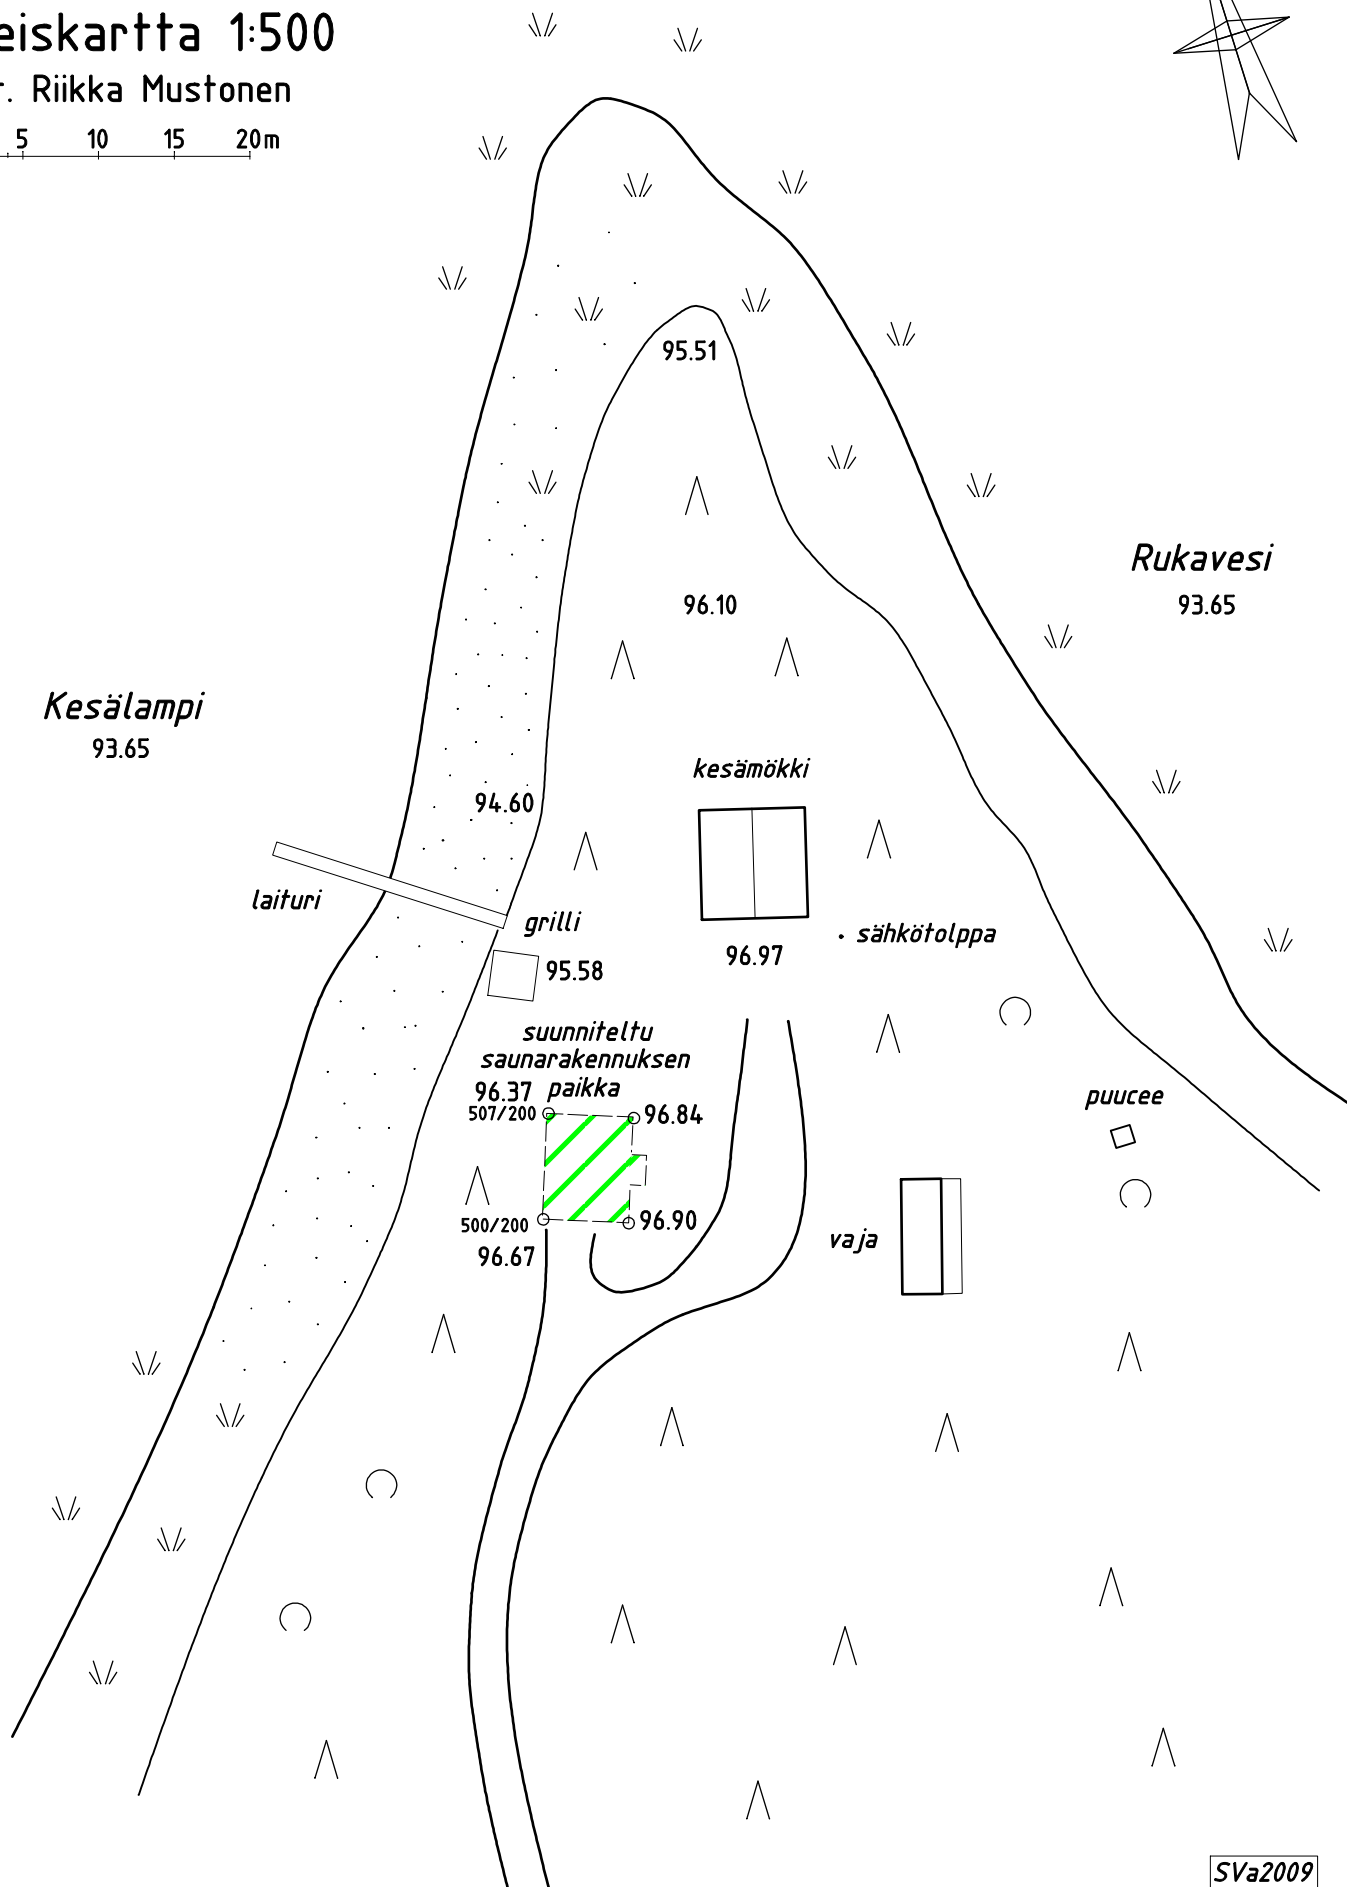 eiskartta 1:500
r. Riikka Mustonen
5 10 15 20m
95.51
Rukavesi
93.65
96.10
Kesälampi
93.65
kesämökki
94.60
laituri
grilli
sähkötolppa
96.97
95.58
suunniteltu
saunarakennuksen
paikka
96.37
507/200
96.84
puucee
500/200
96.90
96.67
vaja
SVa2009